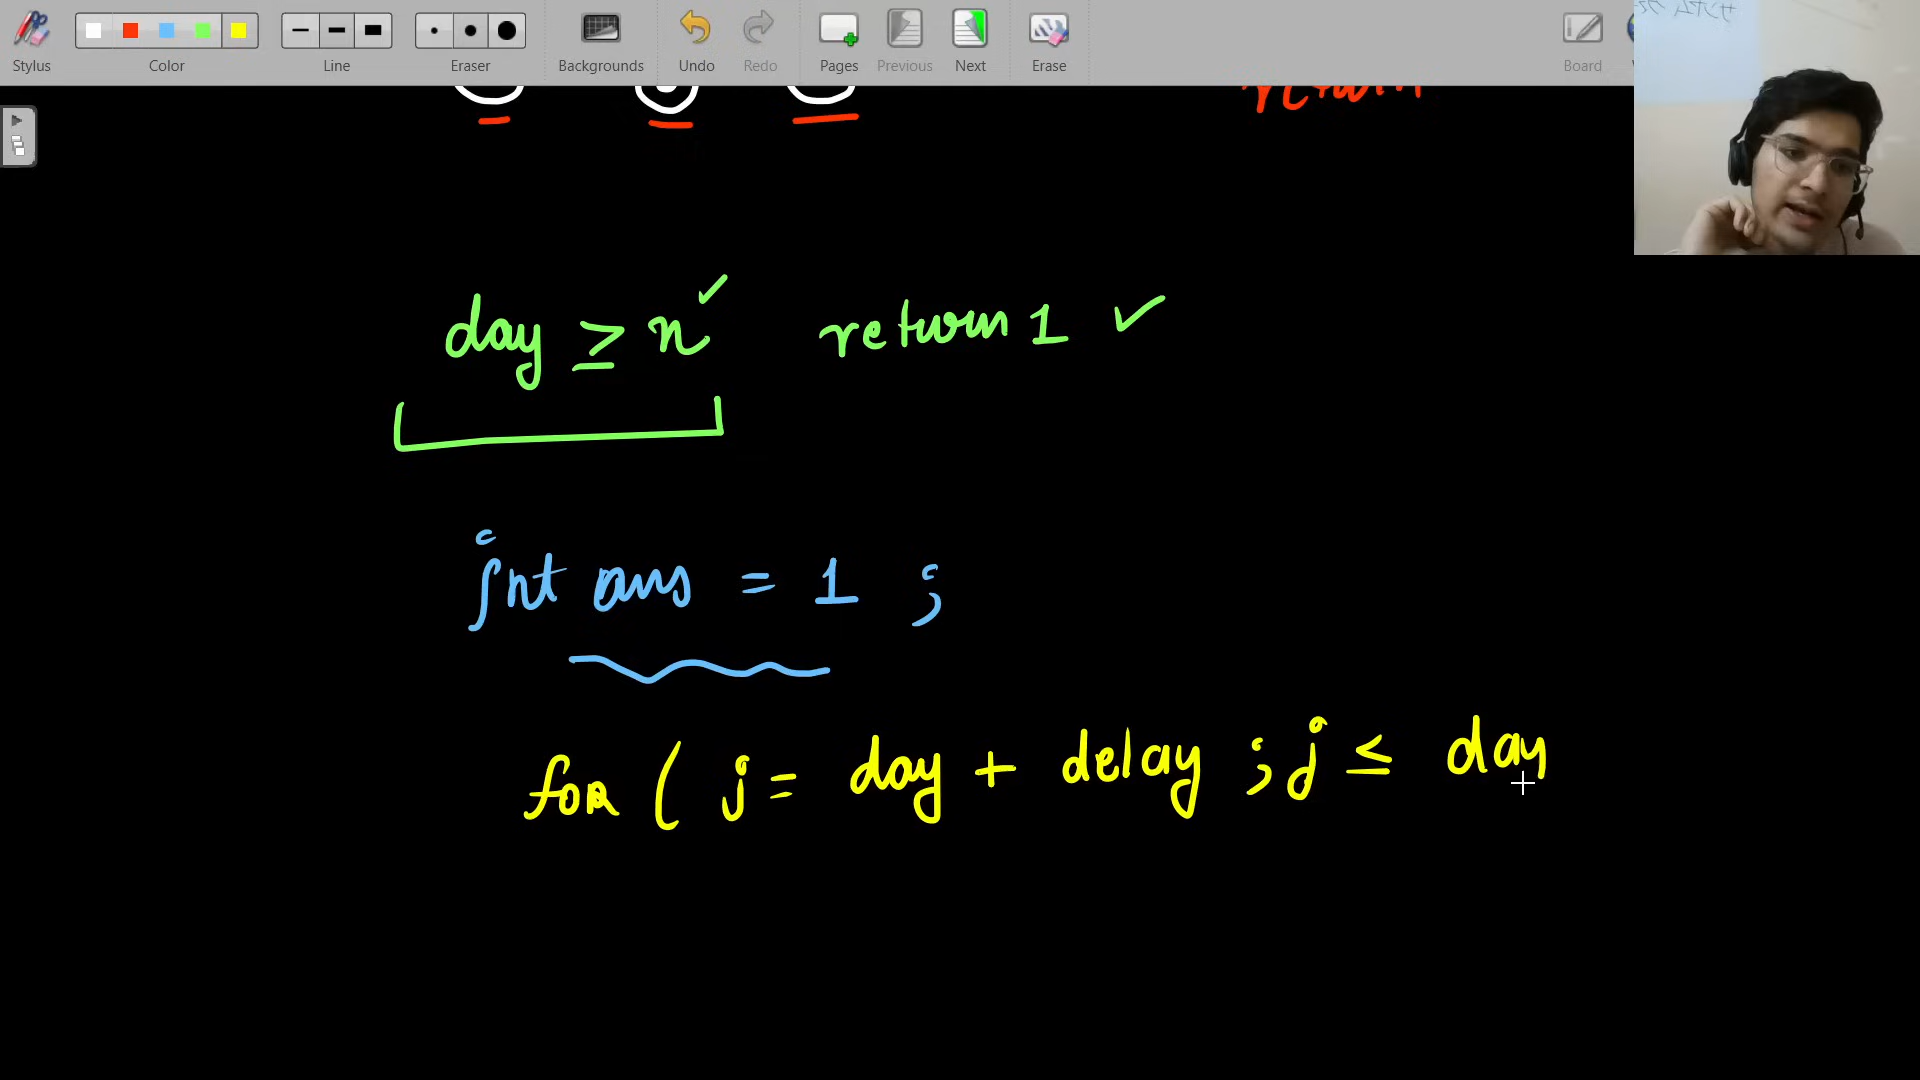 Stylus Color Line Eraser Backgrounds Undo Redo Pages Previous Next Erase Board
return
day ≥ n ✓ return 1 ✓
int ans = 1 ;
for ( j = day + delay ; j ≤ day